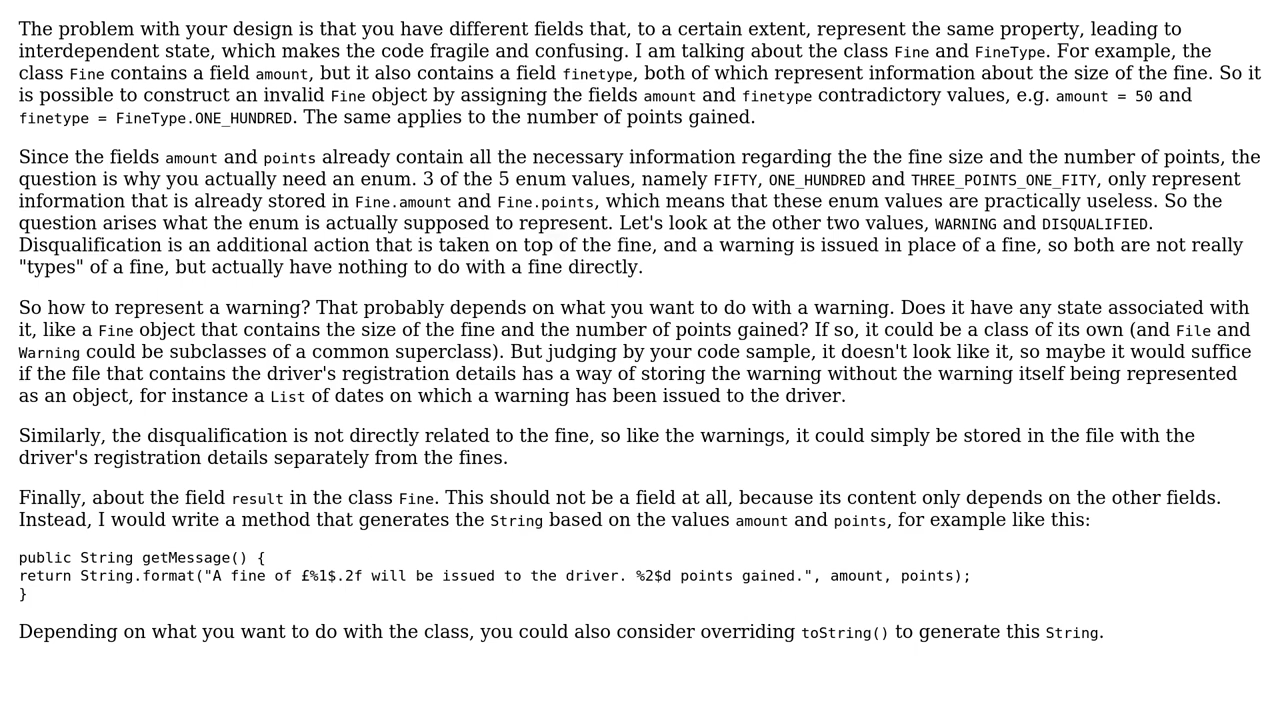 The problem with your design is that you have different fields that, to a certain extent, represent the same property, leading to
interdependent state, which makes the code fragile and confusing. I am talking about the class Fine and FineType. For example, the
class Fine contains a field amount, but it also contains a field finetype, both of which represent information about the size of the fine. So it
is possible to construct an invalid Fine object by assigning the fields amount and finetype contradictory values, e.g. amount = 50 and
finetype = FineType.ONE_HUNDRED. The same applies to the number of points gained.
Since the fields amount and points already contain all the necessary information regarding the the fine size and the number of points, the
question is why you actually need an enum. 3 of the 5 enum values, namely FIFTY, ONE_HUNDRED and THREE_POINTS_ONE_FITY, only represent
information that is already stored in Fine.amount and Fine.points, which means that these enum values are practically useless. So the
question arises what the enum is actually supposed to represent. Let's look at the other two values, WARNING and DISQUALIFIED.
Disqualification is an additional action that is taken on top of the fine, and a warning is issued in place of a fine, so both are not really
"types" of a fine, but actually have nothing to do with a fine directly.
So how to represent a warning? That probably depends on what you want to do with a warning. Does it have any state associated with
it, like a Fine object that contains the size of the fine and the number of points gained? If so, it could be a class of its own (and File and
Warning could be subclasses of a common superclass). But judging by your code sample, it doesn't look like it, so maybe it would suffice
if the file that contains the driver's registration details has a way of storing the warning without the warning itself being represented
as an object, for instance a List of dates on which a warning has been issued to the driver.
Similarly, the disqualification is not directly related to the fine, so like the warnings, it could simply be stored in the file with the
driver's registration details separately from the fines.
Finally, about the field result in the class Fine. This should not be a field at all, because its content only depends on the other fields.
Instead, I would write a method that generates the String based on the values amount and points, for example like this:
public String getMessage() {
return String.format("A fine of £%1$.2f will be issued to the driver. %2$d points gained.", amount, points);
}
Depending on what you want to do with the class, you could also consider overriding toString() to generate this String.